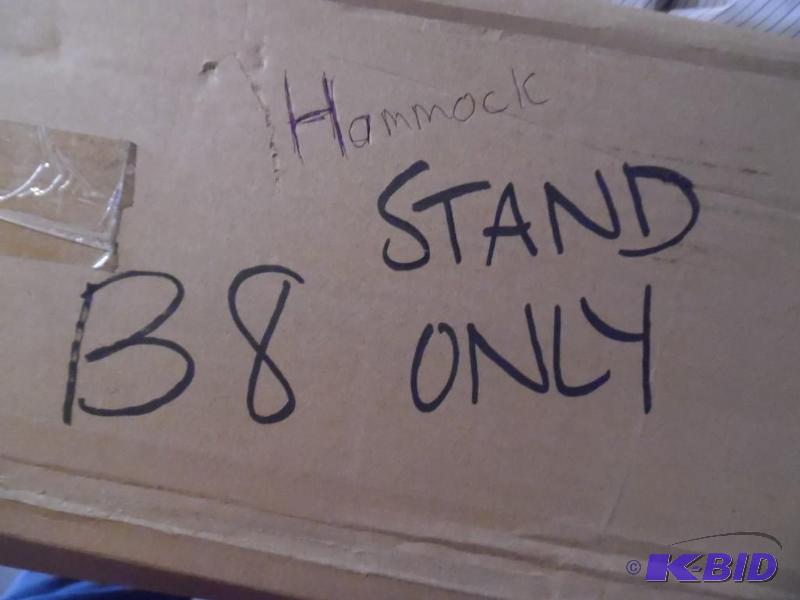 Hammock
STAND
B8 ONLY
© K-BID